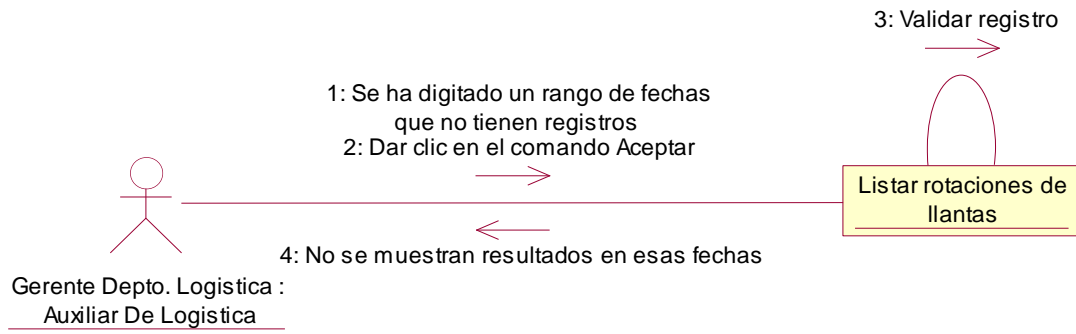 3: Validar registro
1: Se ha digitado un rango de fechas
que no tienen registros
2: Dar clic en el comando Aceptar
Listar rotaciones de
llantas
4: No se muestran resultados en esas fechas
Gerente Depto. Logistica :
Auxiliar De Logistica